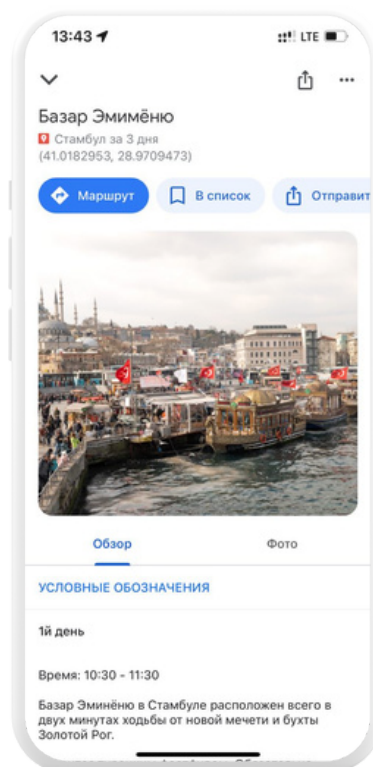 13:43
LTE
Базар Эмимёню
Стамбул за 3 дня
(41.0182953, 28.9709473)
Маршрут
В список
Отправит
Обзор
Фото
УСЛОВНЫЕ ОБОЗНАЧЕНИЯ
1й день
Время: 10:30 - 11:30
Базар Эминёню в Стамбуле расположен всего в
двух минутах ходьбы от новой мечети и бухты
Золотой Рог.